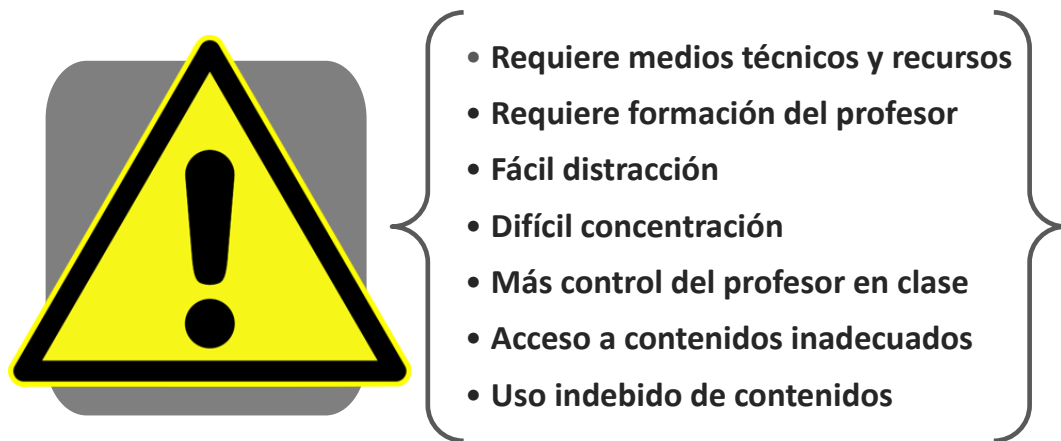 • Requiere medios técnicos y recursos
• Requiere formación del profesor
• Fácil distracción
• Difícil concentración
• Más control del profesor en clase
• Acceso a contenidos inadecuados
• Uso indebido de contenidos